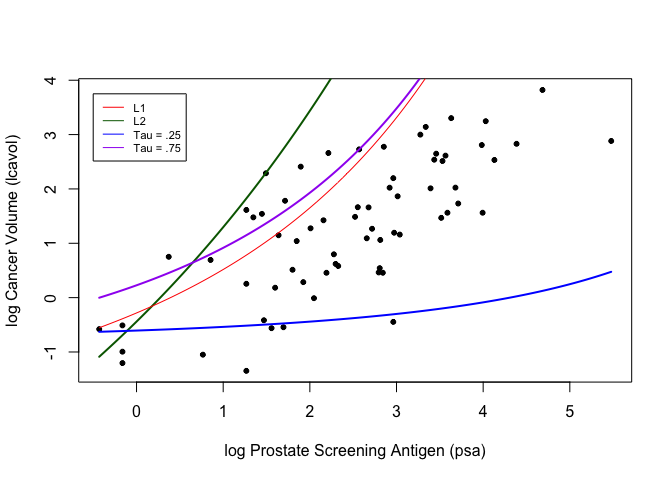 log Cancer Volume (lcavol)
4
3
2
1
0
-1
L1
L2
Tau = .25
Tau = .75
0 1 2 3 4 5
log Prostate Screening Antigen (psa)